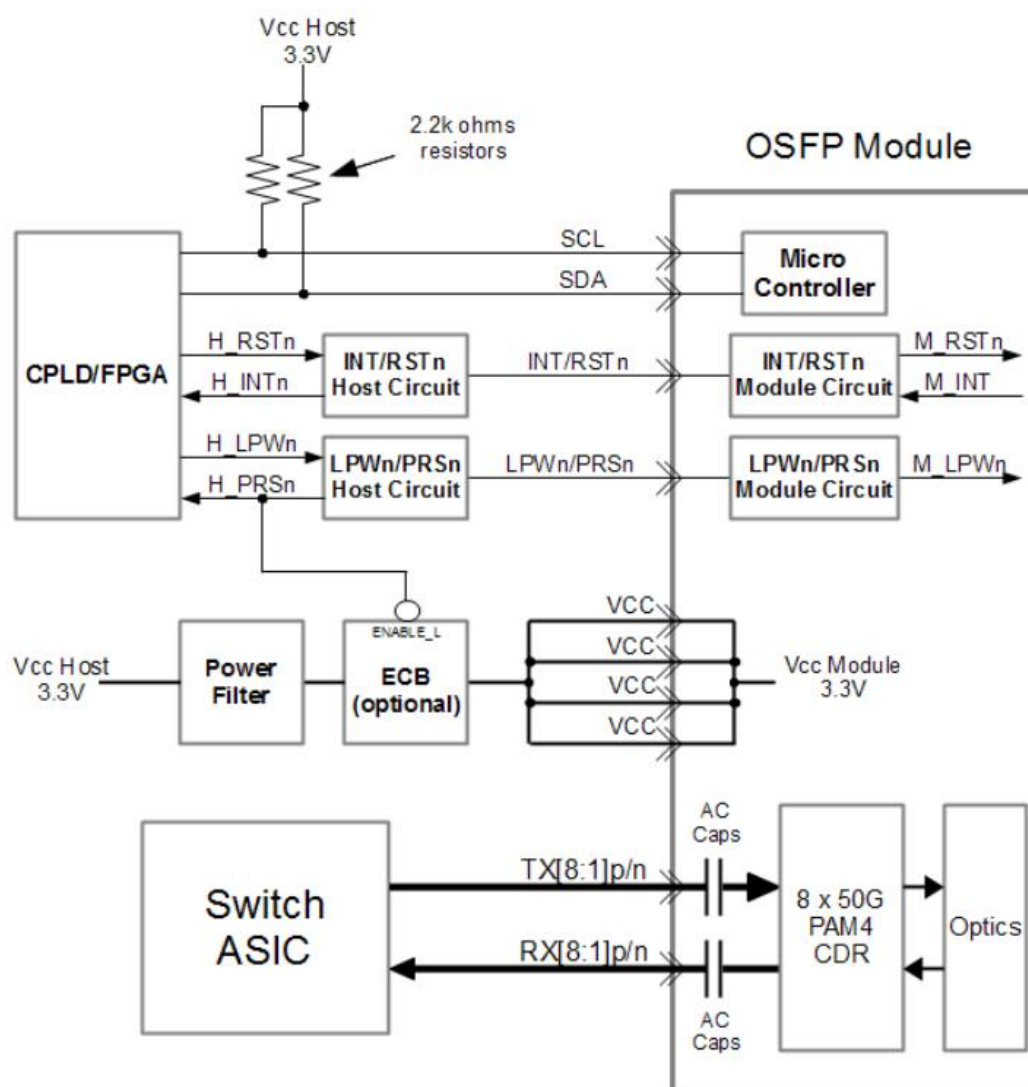 Vcc Host
3.3V
2.2k ohms
resistors
OSFP Module
SCL
SDA
Micro
Controller
CPLD/FPGA
H_RSTn
H_INTn
INT/RSTn
Host Circuit
INT/RSTn
INT/RSTn
Module Circuit
M_RSTn
M_INT
H_LPWn
H_PRSn
LPWn/PRSn
Host Circuit
LPWn/PRSn
LPWn/PRSn
Module Circuit
M_LPWn
Vcc Host
3.3V
Power
Filter
ENABLE_L
ECB
(optional)
VCC
VCC
VCC
VCC
Vcc Module
3.3V
Switch
ASIC
TX[8:1]p/n
RX[8:1]p/n
AC
Caps
AC
Caps
8 x 50G
PAM4
CDR
Optics